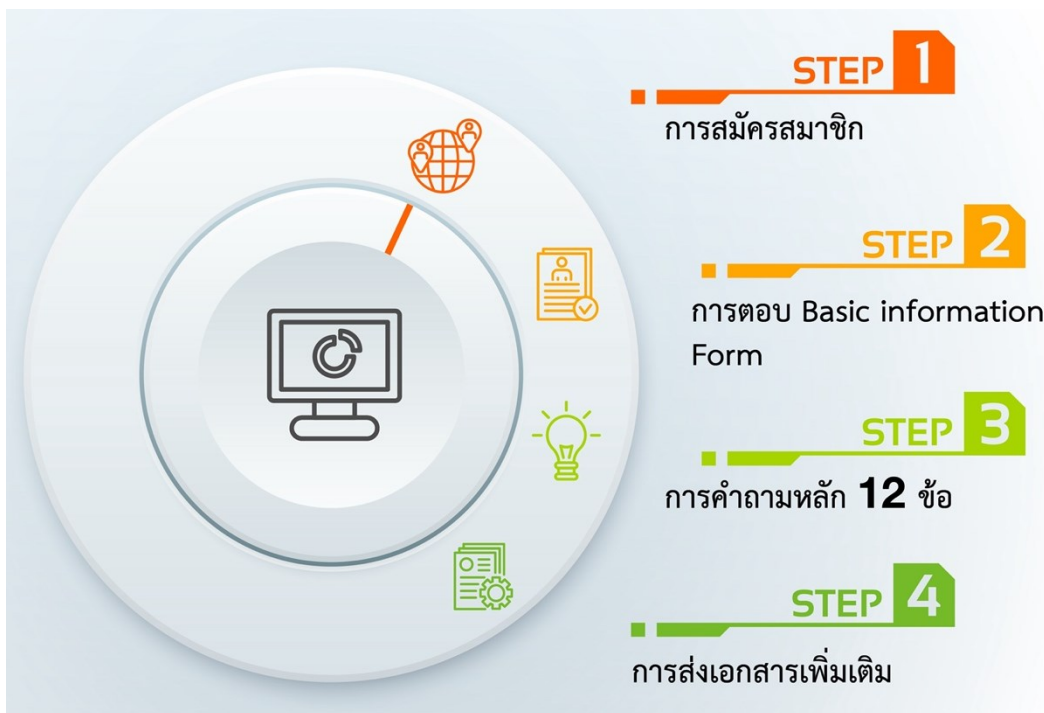 STEP 1
การสมัครสมาชิก
STEP 2
การตอบ Basic information
Form
STEP 3
การคำถามหลัก 12 ข้อ
STEP 4
การส่งเอกสารเพิ่มเติม